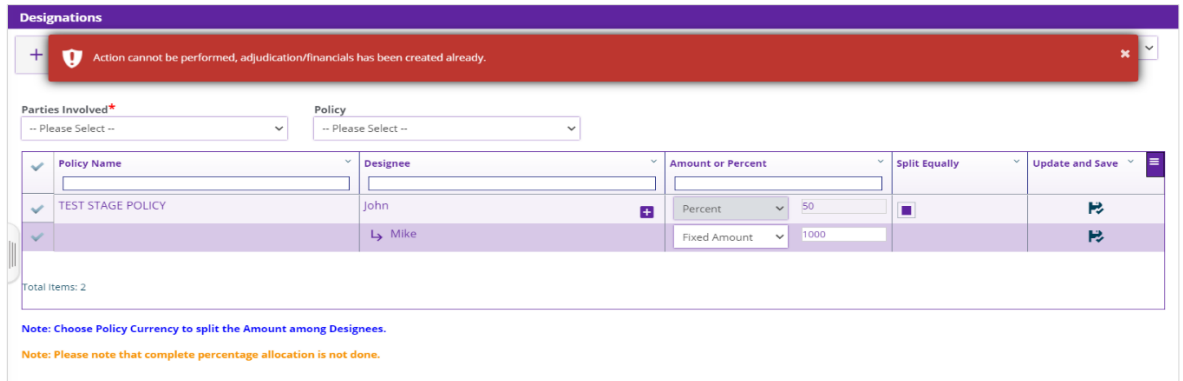 Designations
Action cannot be performed, adjudication/financials has been created already.
Parties Involved* Policy
-- Please Select -- -- Please Select --
Policy Name Designee Amount or Percent Split Equally Update and Save
TEST STAGE POLICY John Percent 50
Mike Fixed Amount 1000
Total Items: 2
Note: Choose Policy Currency to split the Amount among Designees.
Note: Please note that complete percentage allocation is not done.